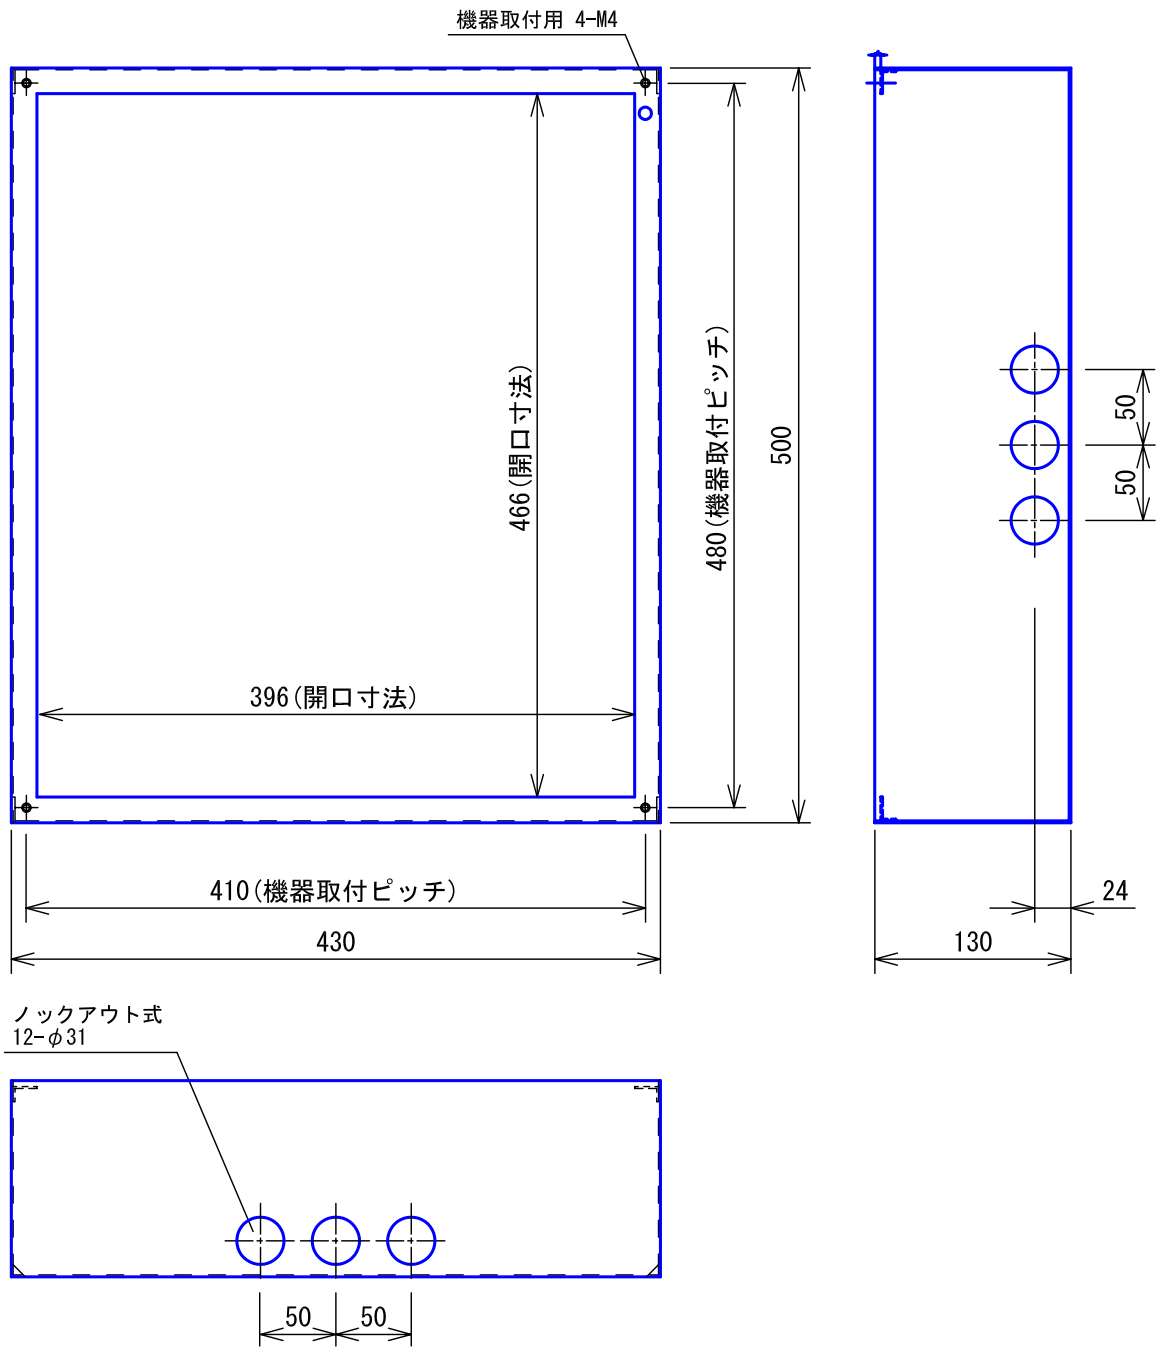 機器取付用 4-M4
466(開口寸法)
480(機器取付ピッチ)
500
50
50
396(開口寸法)
410(機器取付ピッチ)
430
24
130
ノックアウト式
12-φ31
50
50